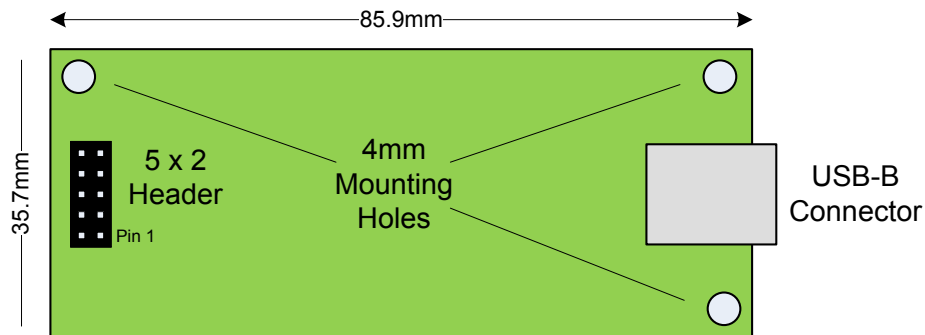 85.9mm
35.7mm
5 x 2
Header
Pin 1
4mm
Mounting
Holes
USB-B
Connector